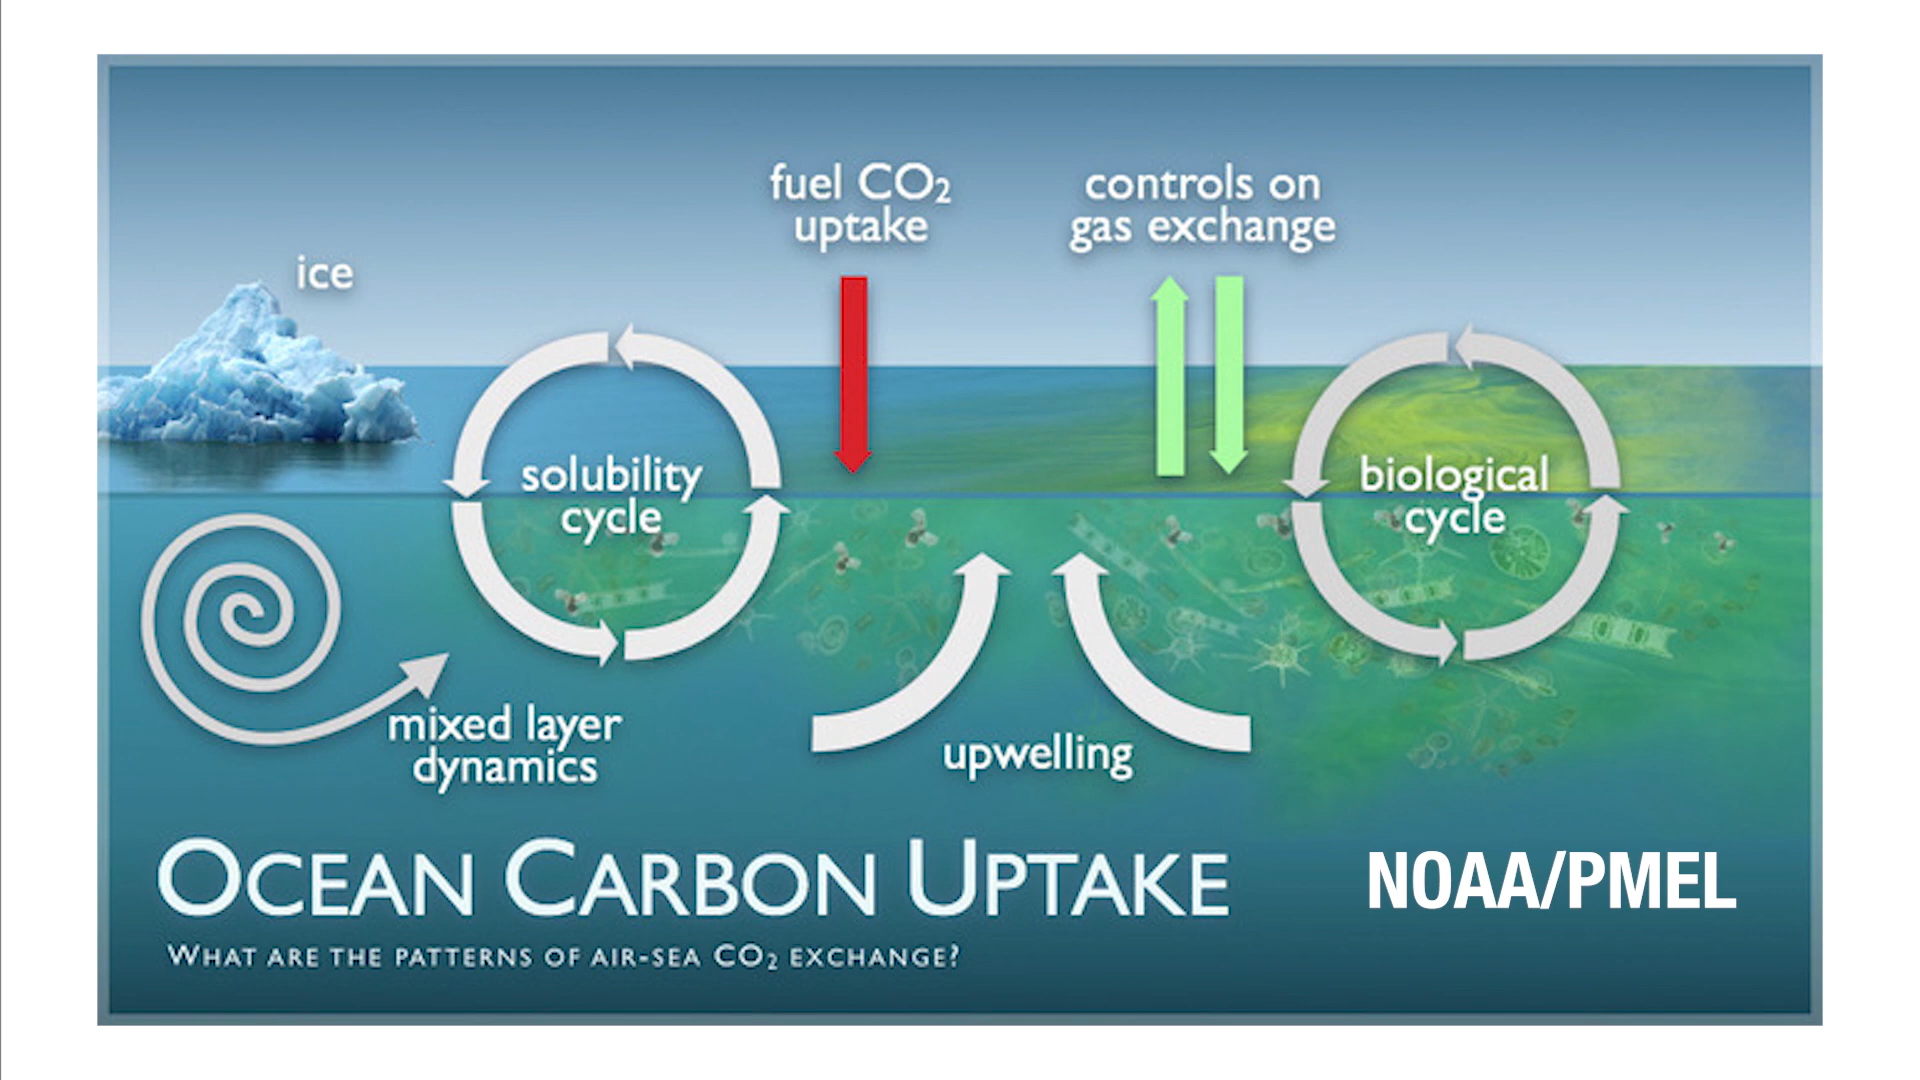 fuel CO₂
uptake
controls on
gas exchange
ice
solubility
cycle
biological
cycle
mixed layer
dynamics
upwelling
OCEAN CARBON UPTAKE
NOAA/PMEL
WHAT ARE THE PATTERNS OF AIR-SEA CO₂ EXCHANGE?